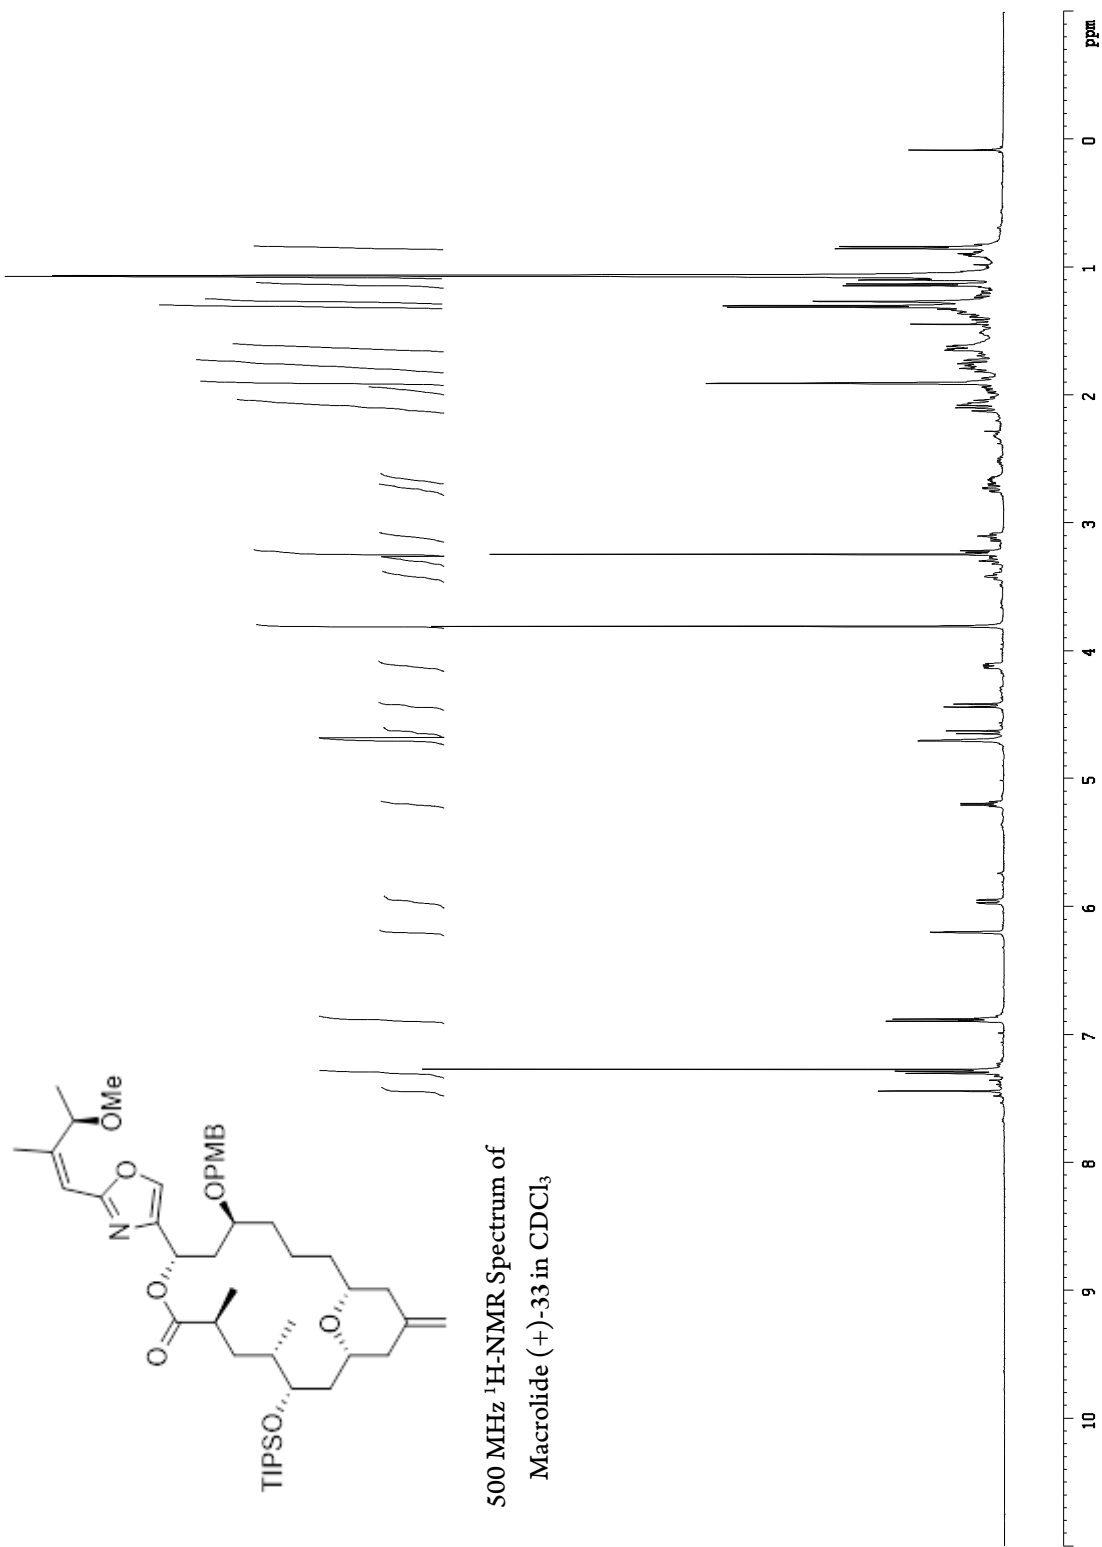 OMe
O
N
OPMB
O
O
O
TIPSO
500 MHz ¹H-NMR Spectrum of
Macrolide (+)-33 in CDCl₃
10 9 8 7 6 5 4 3 2 1 0 ppm